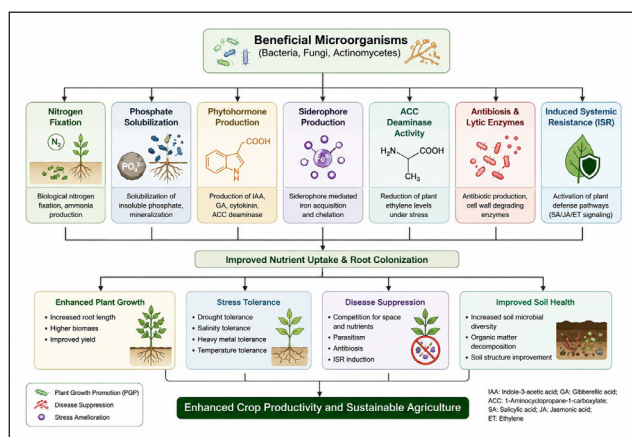 Beneficial Microorganisms
(Bacteria, Fungi, Actinomycetes)
Nitrogen
Fixation
N₂
Biological nitrogen
fixation, ammonia
production
Phosphate
Solubilization
PO₄³⁻
Solubilization of
insoluble phosphate,
mineralization
Phytohormone
Production
COOH
N
H
Production of IAA,
GA, cytokinin,
ACC deaminase
Siderophore
Production
Siderophore mediated
iron acquisition
and chelation
ACC
Deaminase
Activity
H₂N
COOH
CH₃
Reduction of plant
ethylene levels
under stress
Antibiosis &
Lytic Enzymes
Antibiotic production,
cell wall degrading
enzymes
Induced Systemic
Resistance (ISR)
Activation of plant
defense pathways
(SA/JA/ET signaling)
Improved Nutrient Uptake & Root Colonization
Enhanced Plant Growth
• Increased root length
• Higher biomass
• Improved yield
Stress Tolerance
• Drought tolerance
• Salinity tolerance
• Heavy metal tolerance
• Temperature tolerance
Disease Suppression
• Competition for space
and nutrients
• Parasitism
• Antibiosis
• ISR induction
Improved Soil Health
• Increased soil microbial
diversity
• Organic matter
decomposition
• Soil structure improvement
Plant Growth Promotion (PGP)
Disease Suppression
Stress Amelioration
Enhanced Crop Productivity and Sustainable Agriculture
IAA: Indole-3-acetic acid; GA: Gibberellic acid;
ACC: 1-Aminocyclopropane-1-carboxylate;
SA: Salicylic acid; JA: Jasmonic acid;
ET: Ethylene